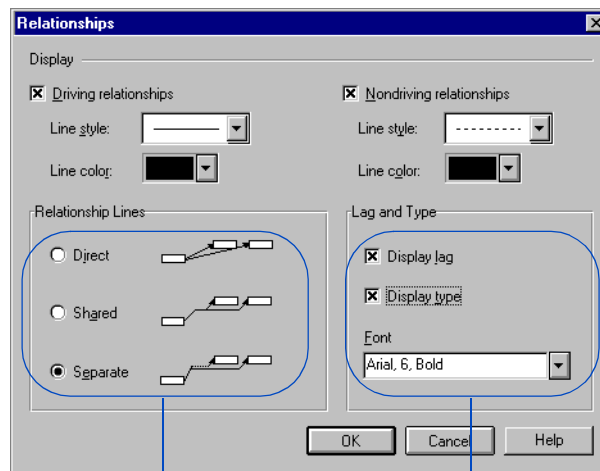 Relationships
Display
Driving relationships
Nondriving relationships
Line style:
Line style:
Line color:
Line color:
Relationship Lines
Lag and Type
Direct
Display lag
Shared
Display type
Font
Separate
Arial, 6, Bold
OK
Cancel
Help